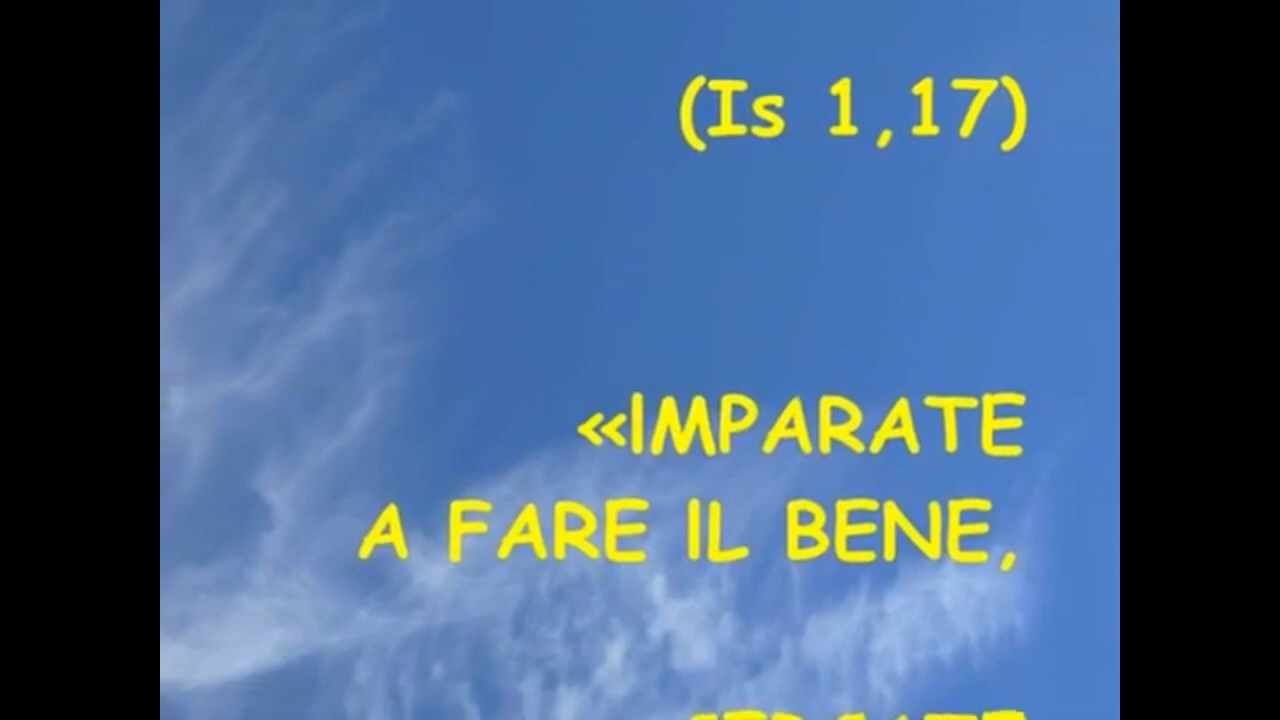 (Is 1,17)
«IMPARATE
A FARE IL BENE,